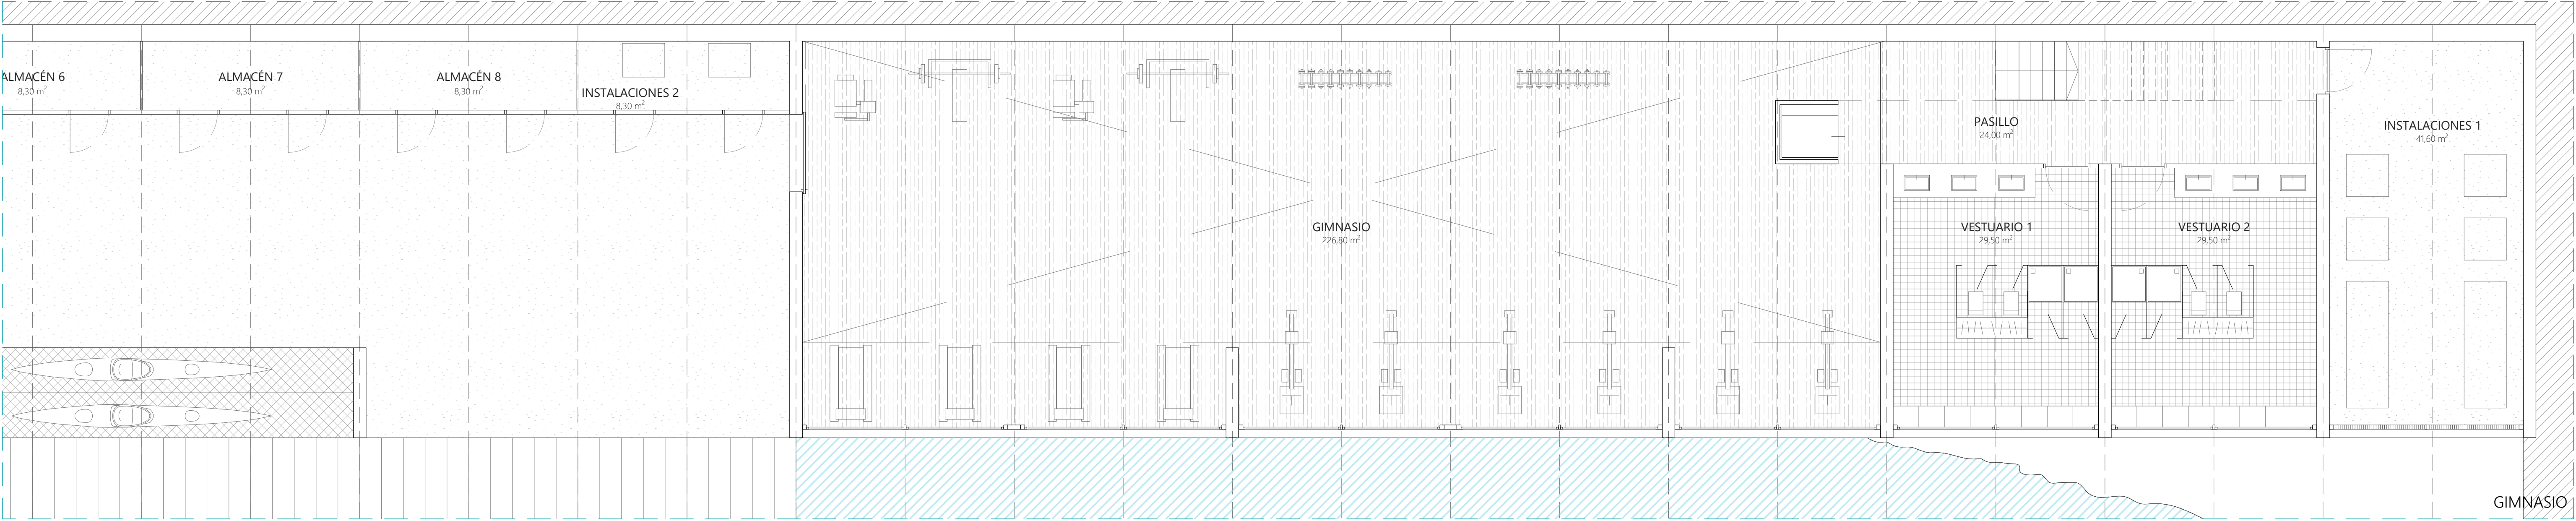 ALMACÉN 6
8,30 m²
ALMACÉN 7
8,30 m²
ALMACÉN 8
8,30 m²
INSTALACIONES 2
8,30 m²
GIMNASIO
226,80 m²
PASILLO
24,00 m²
VESTUARIO 1
29,50 m²
VESTUARIO 2
29,50 m²
INSTALACIONES 1
41,60 m²
GIMNASIO